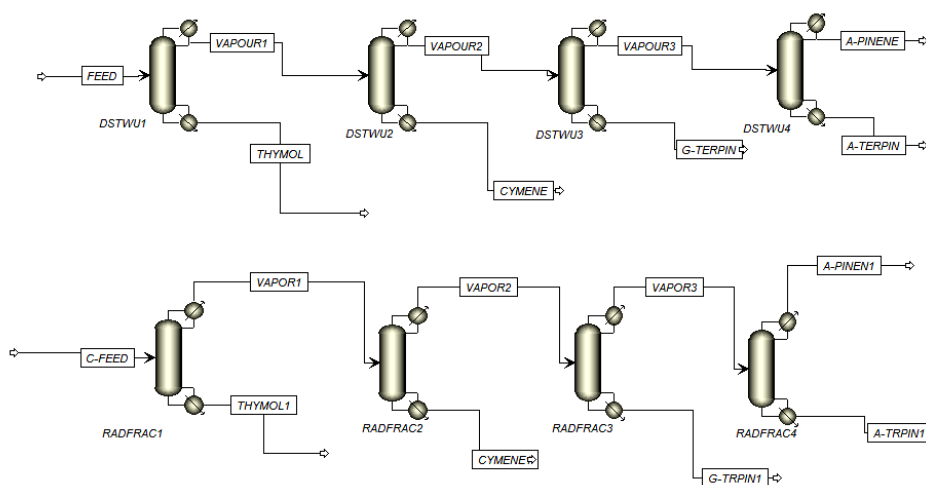 VAPOUR1
VAPOUR2
VAPOUR3
A-PINENE
FEED
DSTWU1
DSTWU2
DSTWU3
DSTWU4
THYMOL
G-TERPIN
A-TERPIN
CYMENE
A-PINEN1
VAPOR1
VAPOR2
VAPOR3
C-FEED
THYMOL1
RADFRAC1
RADFRAC2
RADFRAC3
RADFRAC4
A-TRPIN1
CYMENE
G-TRPIN1